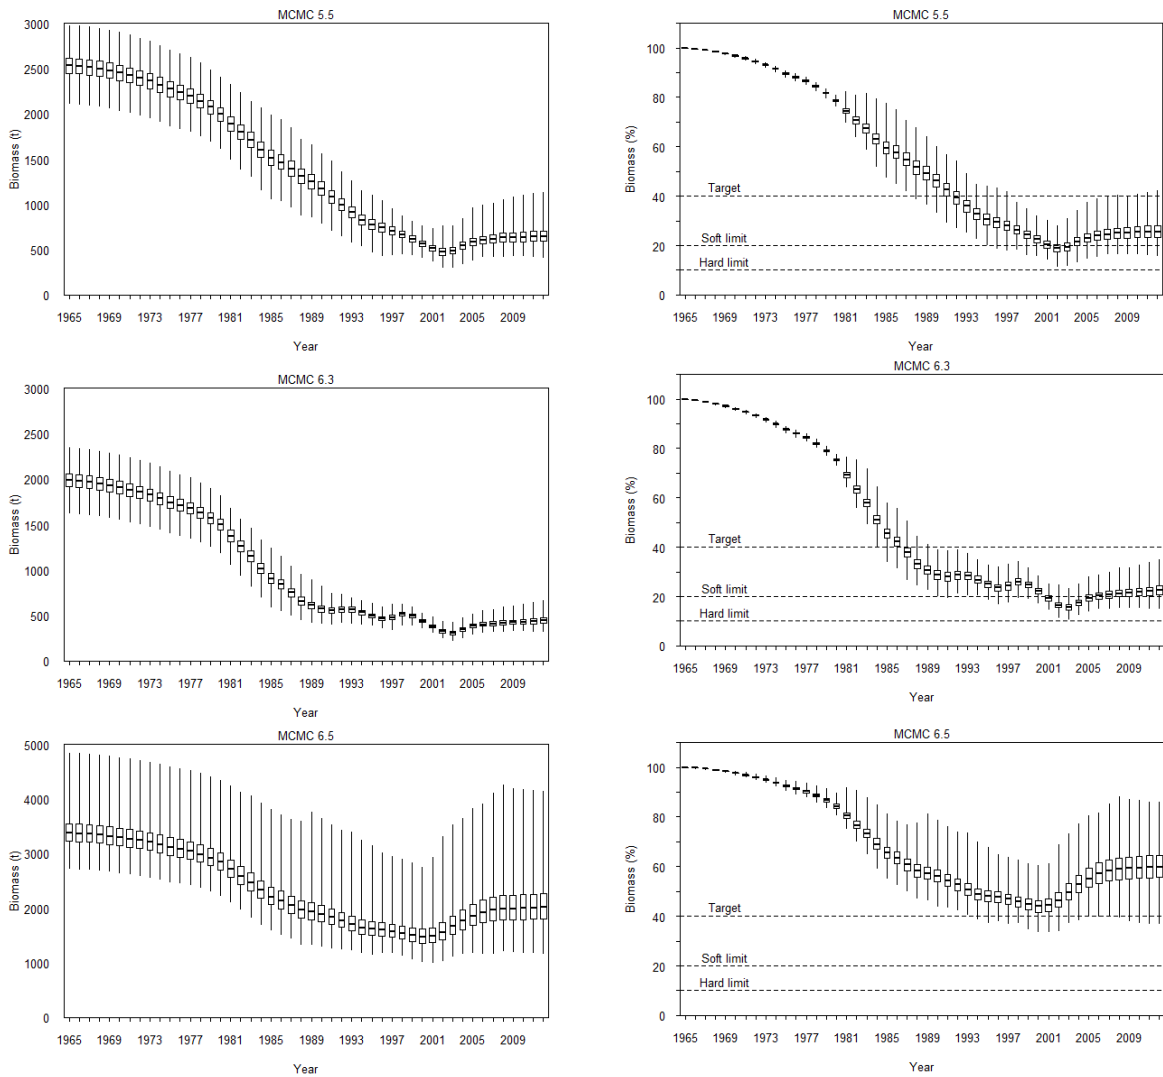 MCMC 5.5
3000
2500
2000
1500
1000
500
0
Biomass (t)
1965 1969 1973 1977 1981 1985 1989 1993 1997 2001 2005 2009
Year
MCMC 5.5
100
80
60
40
20
0
Biomass (%)
Target
Soft limit
Hard limit
1965 1969 1973 1977 1981 1985 1989 1993 1997 2001 2005 2009
Year
MCMC 6.3
3000
2500
2000
1500
1000
500
0
Biomass (t)
1965 1969 1973 1977 1981 1985 1989 1993 1997 2001 2005 2009
Year
MCMC 6.3
100
80
60
40
20
0
Biomass (%)
Target
Soft limit
Hard limit
1965 1969 1973 1977 1981 1985 1989 1993 1997 2001 2005 2009
Year
MCMC 6.5
5000
4000
3000
2000
1000
0
Biomass (t)
1965 1969 1973 1977 1981 1985 1989 1993 1997 2001 2005 2009
Year
MCMC 6.5
100
80
60
40
20
0
Biomass (%)
Target
Soft limit
Hard limit
1965 1969 1973 1977 1981 1985 1989 1993 1997 2001 2005 2009
Year